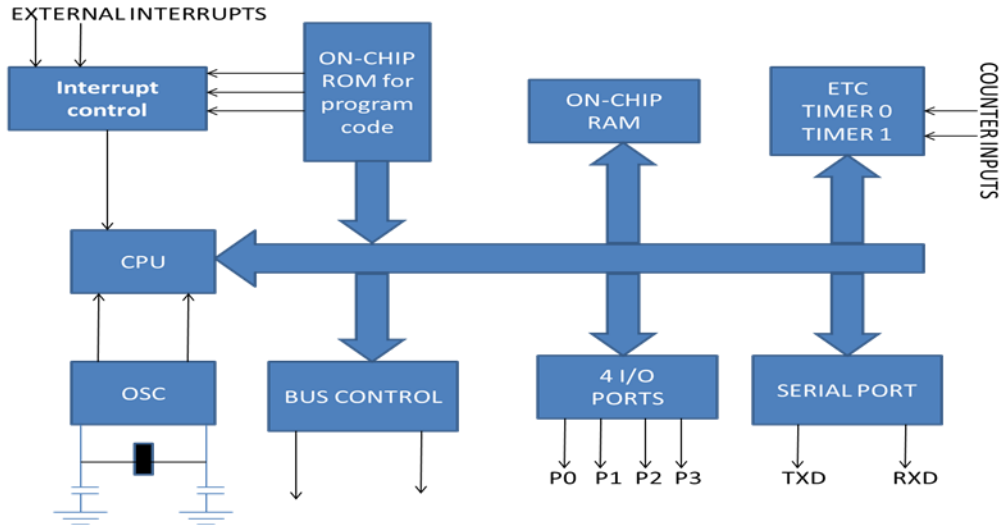 EXTERNAL INTERRUPTS
Interrupt
control
ON-CHIP
ROM for
program
code
ON-CHIP
RAM
ETC
TIMER 0
TIMER 1
COUNTER INPUTS
CPU
OSC
BUS CONTROL
4 I/O
PORTS
SERIAL PORT
P0 P1 P2 P3
TXD RXD